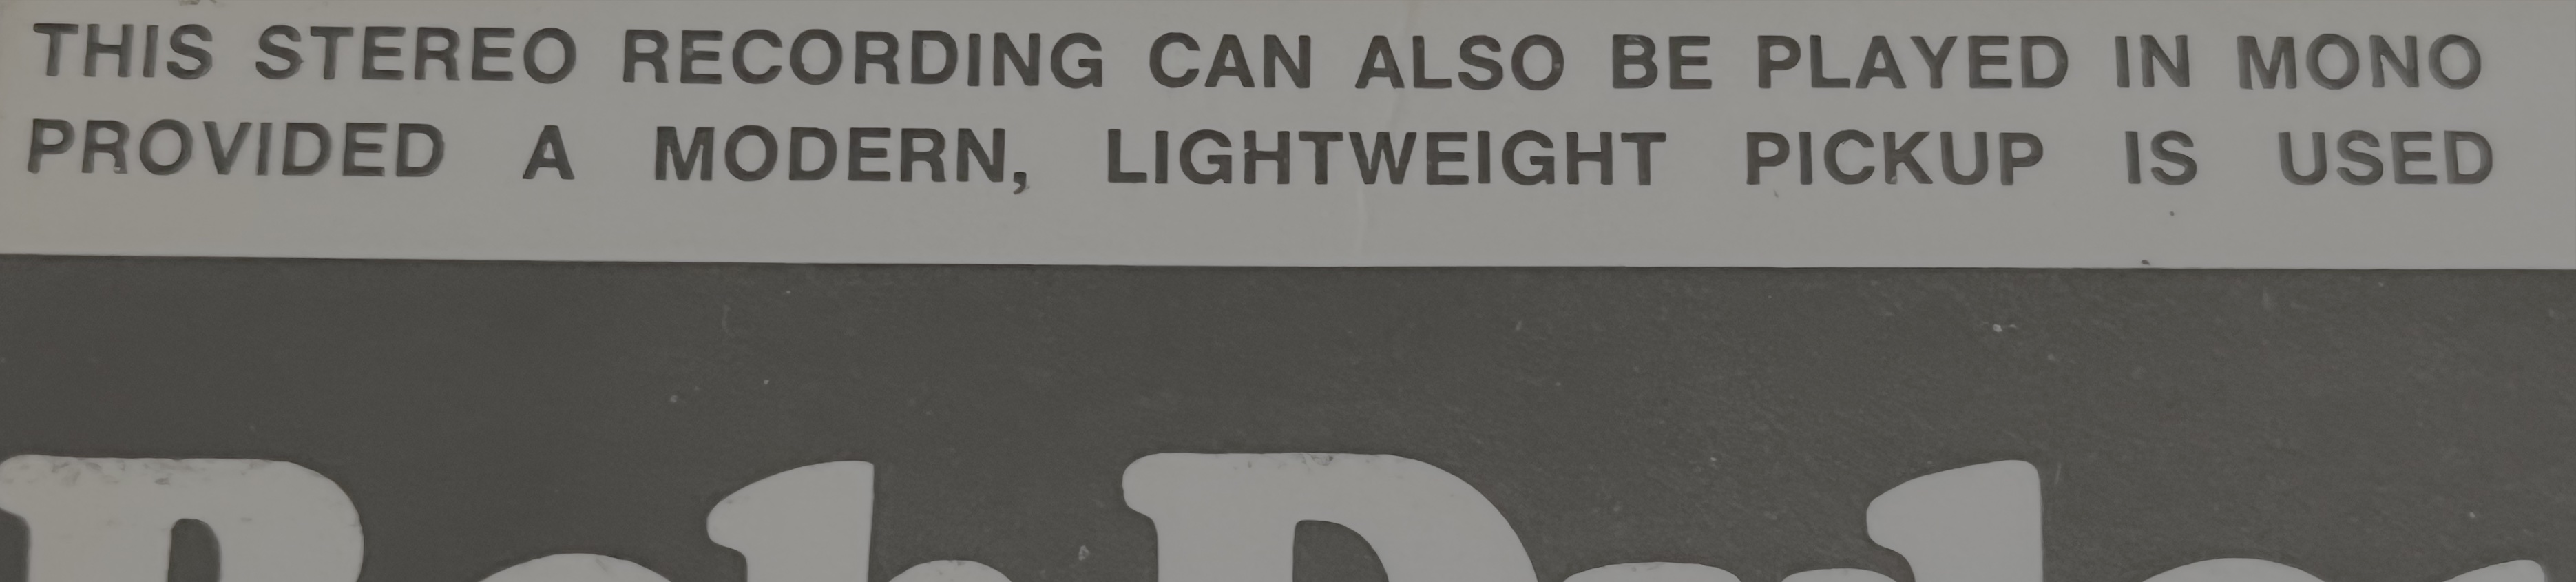 THIS STEREO RECORDING CAN ALSO BE PLAYED IN MONO
PROVIDED A MODERN, LIGHTWEIGHT PICKUP IS USED